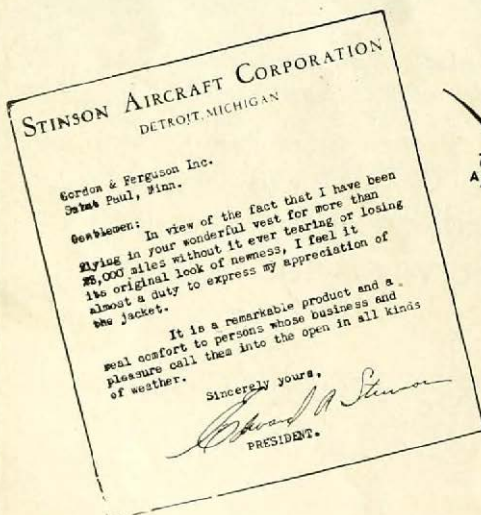 STINSON AIRCRAFT CORPORATION
DETROIT, MICHIGAN
Gordon & Ferguson Inc.
Saint Paul, Minn.
Gentlemen:
In view of the fact that I have been
flying in your wonderful vest for more than
,000 miles without it ever tearing or losing
its original look of newness, I feel it
almost a duty to express my appreciation of
the jacket.
It is a remarkable product and a
real comfort to persons whose business and
pleasure call them into the open in all kinds
of weather.
Sincerely yours,
Edward A Stinson
PRESIDENT.
A